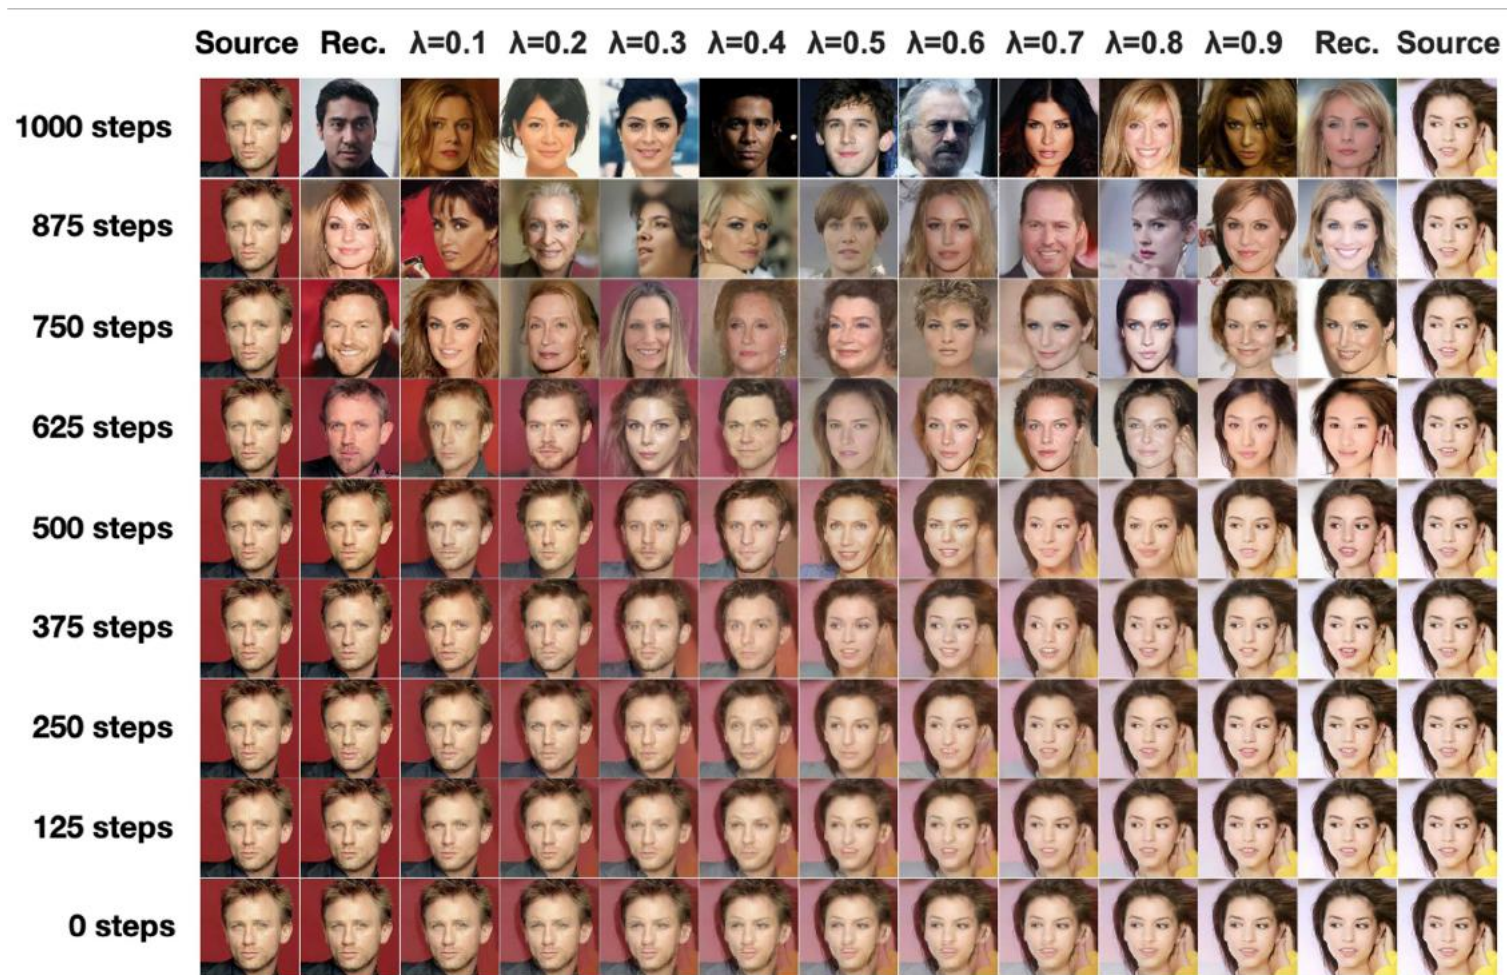 Source Rec. λ=0.1 λ=0.2 λ=0.3 λ=0.4 λ=0.5 λ=0.6 λ=0.7 λ=0.8 λ=0.9 Rec. Source
1000 steps
875 steps
750 steps
625 steps
500 steps
375 steps
250 steps
125 steps
0 steps